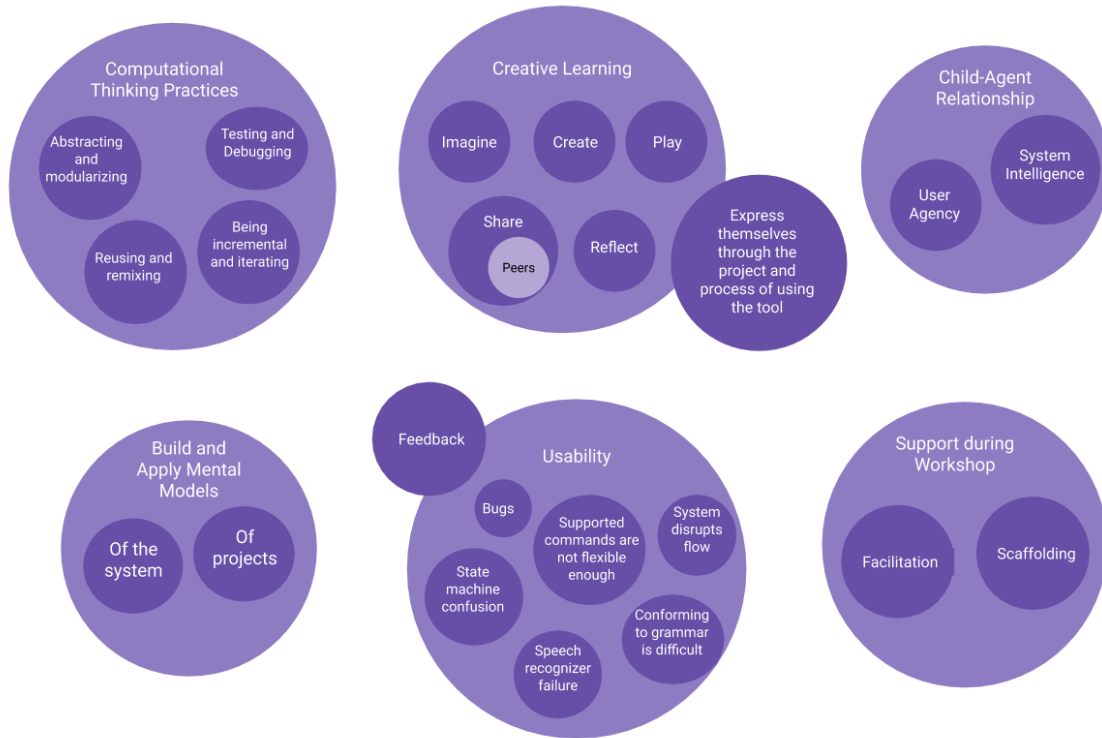 Computational
Thinking Practices
Abstracting
and
modularizing
Testing and
Debugging
Reusing and
remixing
Being
incremental
and iterating
Creative Learning
Imagine
Create
Play
Share
Peers
Reflect
Express
themselves
through the
project and
process of using
the tool
Child-Agent
Relationship
User
Agency
System
Intelligence
Build and
Apply Mental
Models
Of the
system
Of
projects
Feedback
Usability
Bugs
Supported
commands are
not flexible
enough
System
disrupts
flow
State
machine
confusion
Conforming
to grammar
is difficult
Speech
recognizer
failure
Support during
Workshop
Facilitation
Scaffolding